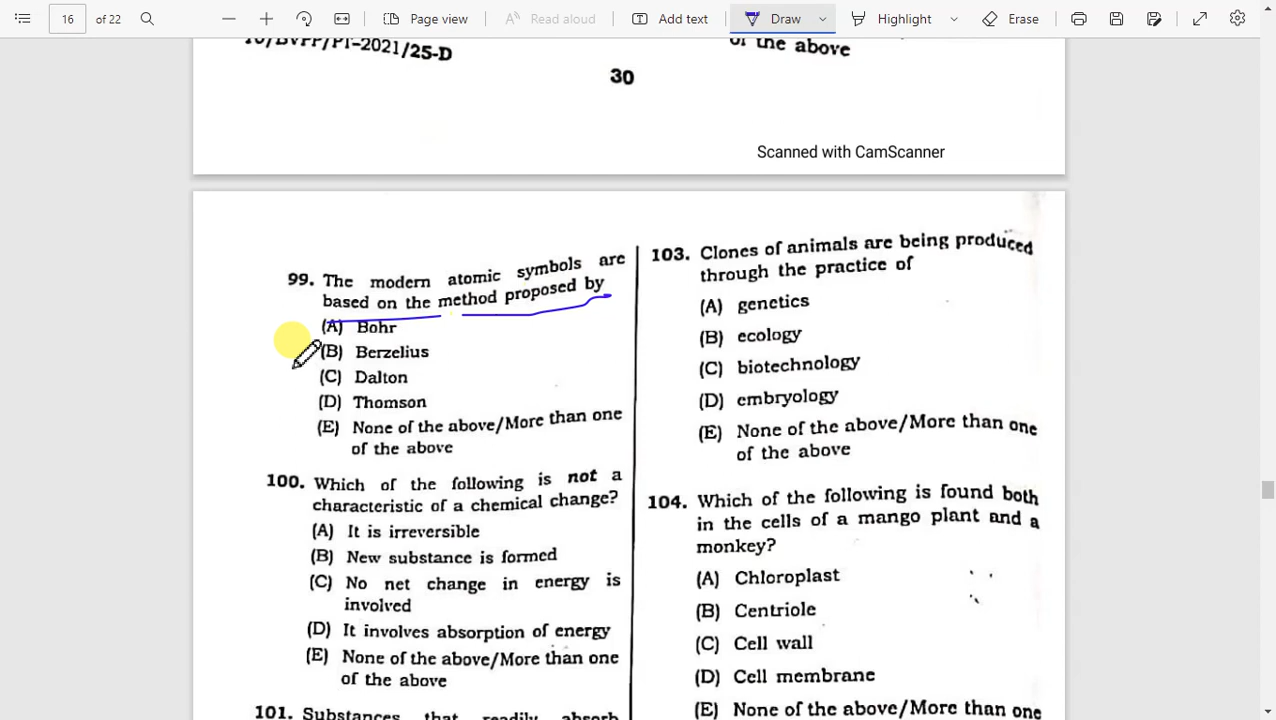 16 of 22
Page view
Read aloud
Add text
Draw
Highlight
Erase
PT-2021/25-D
of the above
30
Scanned with CamScanner
99. The modern atomic symbols are
based on the method proposed by
(A) Bohr
(B) Berzelius
(C) Dalton
(D) Thomson
(E) None of the above/More than one
of the above
100. Which of the following is not a
characteristic of a chemical change?
(A) It is irreversible
(B) New substance is formed
(C) No net change in energy is
involved
(D) It involves absorption of energy
(E) None of the above/More than one
of the above
101. Substances that readily absorb
103. Clones of animals are being produced
through the practice of
(A) genetics
(B) ecology
(C) biotechnology
(D) embryology
(E) None of the above/More than one
of the above
104. Which of the following is found both
in the cells of a mango plant and a
monkey?
(A) Chloroplast
(B) Centriole
(C) Cell wall
(D) Cell membrane
(E) None of the above/More than one